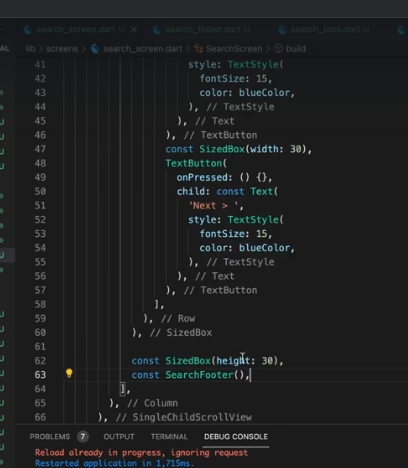 search_screen.dart U
search_footer.dart U
search_tabs.dart U
AL
lib > screens > search_screen.dart > SearchScreen > build
41 style: TextStyle(
42 fontSize: 15,
43 color: blueColor,
44 ), // TextStyle
45 ), // Text
46 ), // TextButton
47 const SizedBox(width: 30),
48 TextButton(
49 onPressed: () {},
50 child: const Text(
51 'Next > ',
52 style: TextStyle(
53 fontSize: 15,
54 color: blueColor,
55 ), // TextStyle
56 ), // Text
57 ), // TextButton
58 ],
59 ), // Row
60 ), // SizedBox
61
62 const SizedBox(height: 30),
63 const SearchFooter(),
64 ],
65 ), // Column
66 ), // SingleChildScrollView
PROBLEMS 7 OUTPUT TERMINAL DEBUG CONSOLE
Reload already in progress, ignoring request
Restarted application in 1,715ms.